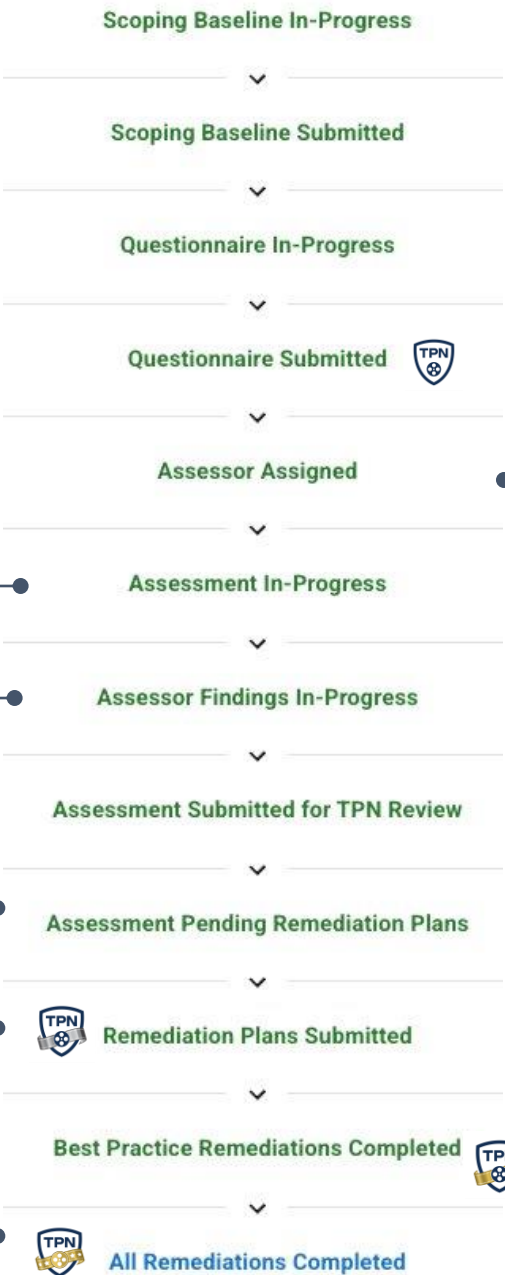 Scoping Baseline In-Progress
Scoping Baseline Submitted
Questionnaire In-Progress
Questionnaire Submitted TPN
Assessor Assigned
Assessment In-Progress
Assessor Findings In-Progress
Assessment Submitted for TPN Review
Assessment Pending Remediation Plans
TPN Remediation Plans Submitted
Best Practice Remediations Completed TP
TPN All Remediations Completed